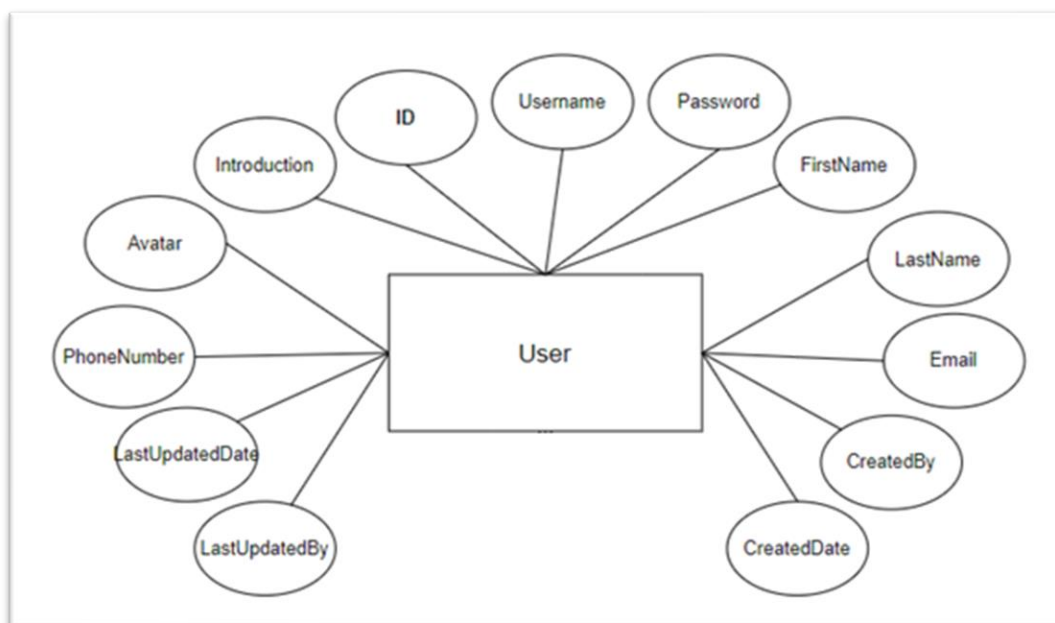 Username
Password
ID
Introduction
FirstName
Avatar
LastName
User
PhoneNumber
Email
LastUpdatedDate
CreatedBy
LastUpdatedBy
CreatedDate